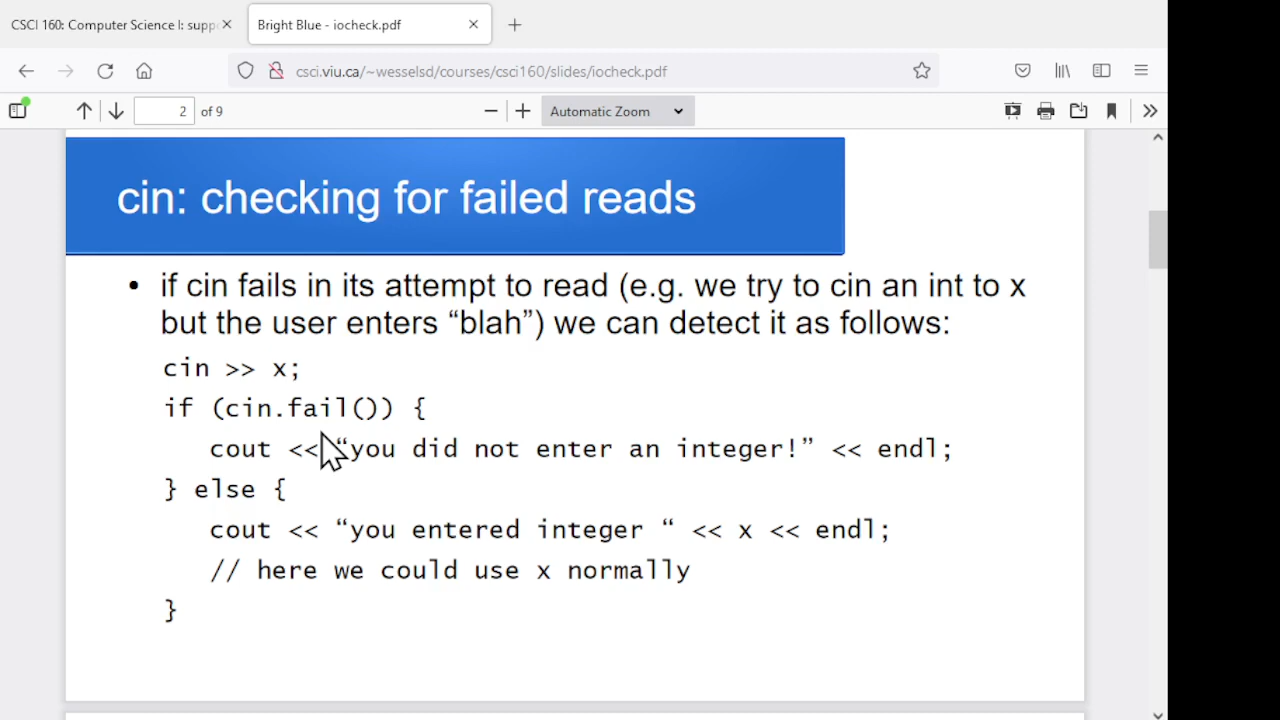 CSCI 160: Computer Science I: supp
Bright Blue - iocheck.pdf
csci.viu.ca/~wesselsd/courses/csci160/slides/iocheck.pdf
2 of 9
Automatic Zoom
cin: checking for failed reads
• if cin fails in its attempt to read (e.g. we try to cin an int to x
but the user enters “blah”) we can detect it as follows:
cin >> x;
if (cin.fail()) {
cout << “you did not enter an integer!” << endl;
} else {
cout << “you entered integer “ << x << endl;
// here we could use x normally
}